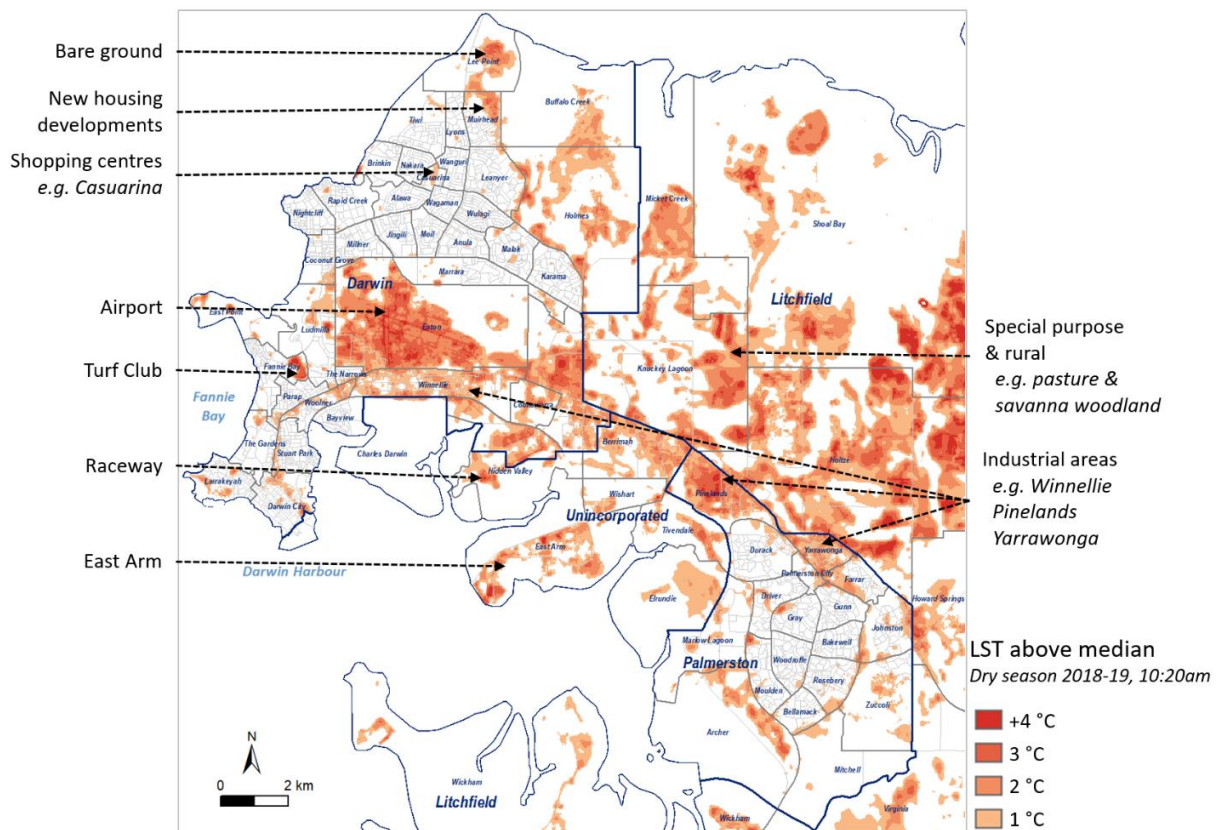 Bare ground
New housing
developments
Shopping centres
e.g. Casuarina
Airport
Turf Club
Raceway
East Arm
Lee Point
Buffalo Creek
Muirhead
Tiwi
Lyons
Brinkin
Nakara
Wanguri
Casuarina
Leanyer
Nightcliff
Rapid Creek
Alawa
Wagaman
Wulagi
Holmes
Micket Creek
Shoal Bay
Millner
Jingili
Moil
Anula
Malak
Coconut Grove
Marrara
Karama
Darwin
Litchfield
East Point
Ludmilla
Eaton
Fannie Bay
The Narrows
Winnellie
Knuckey Lagoon
Fannie
Bay
Parap
Woolner
Bayview
Coonawarra
The Gardens
Stuart Park
Charles Darwin
Berrimah
Hidden Valley
Holtze
Larrakeyah
Darwin City
Wishart
Pinelands
Unincorporated
Tivendale
East Arm
Durack
Yarrawonga
Darwin Harbour
Palmerston City
Farrar
Elrundie
Driver
Gunn
Howard Springs
Gray
Johnston
Marlow Lagoon
Bakewell
Palmerston
Woodroffe
Rosebery
Moulden
Zuccoli
Bellamack
Archer
Mitchell
Wickham
Litchfield
Wickham
Virginia
N
0
2 km
Special purpose
& rural
e.g. pasture &
savanna woodland
Industrial areas
e.g. Winnellie
Pinelands
Yarrawonga
LST above median
Dry season 2018-19, 10:20am
+4 °C
3 °C
2 °C
1 °C